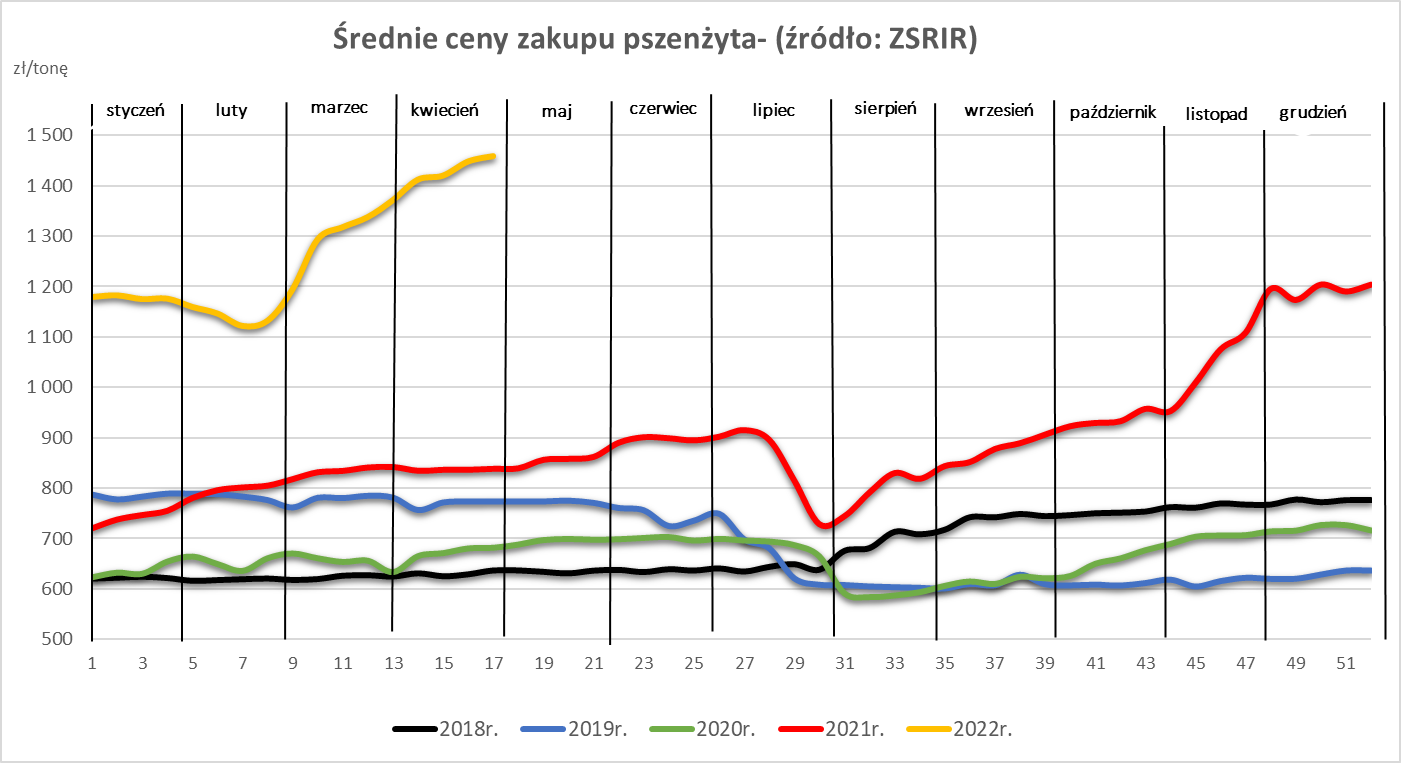 Średnie ceny zakupu pszenżyta- (źródło: ZSRIR)
zł/tonę
styczeń luty marzec kwiecień maj czerwiec lipiec sierpień wrzesień październik listopad grudzień
1 500
1 400
1 300
1 200
1 100
1 000
900
800
700
600
500
1 3 5 7 9 11 13 15 17 19 21 23 25 27 29 31 33 35 37 39 41 43 45 47 49 51
2018r. 2019r. 2020r. 2021r. 2022r.